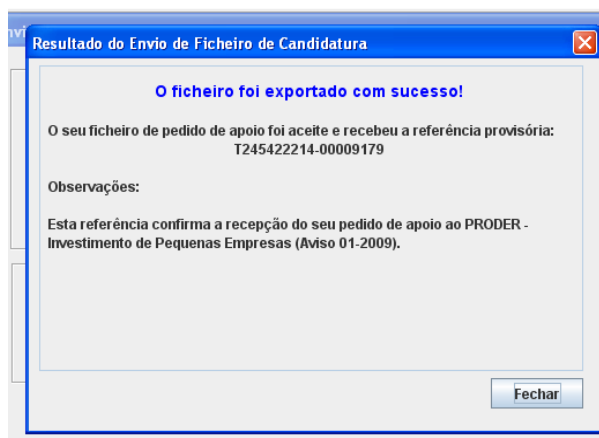 nvi
Resultado do Envio de Ficheiro de Candidatura
O ficheiro foi exportado com sucesso!
O seu ficheiro de pedido de apoio foi aceite e recebeu a referência provisória:
T245422214-00009179
Observações:
Esta referência confirma a recepção do seu pedido de apoio ao PRODER -
Investimento de Pequenas Empresas (Aviso 01-2009).
Fechar